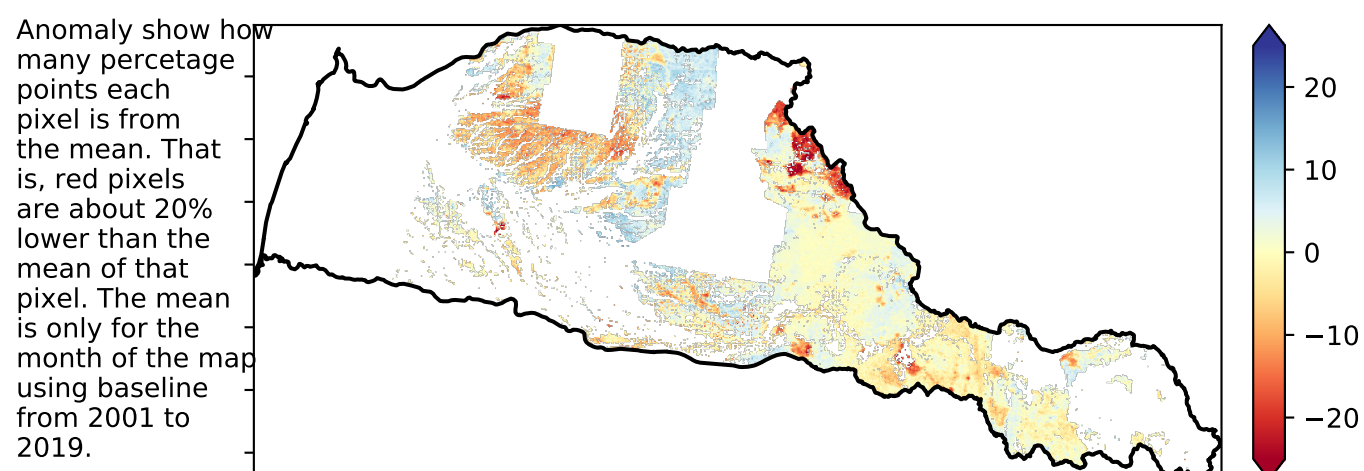 Anomaly show how
many percetage
points each
pixel is from
the mean. That
is, red pixels
are about 20%
lower than the
mean of that
pixel. The mean
is only for the
month of the map
using baseline
from 2001 to
2019.
20
10
0
−10
−20